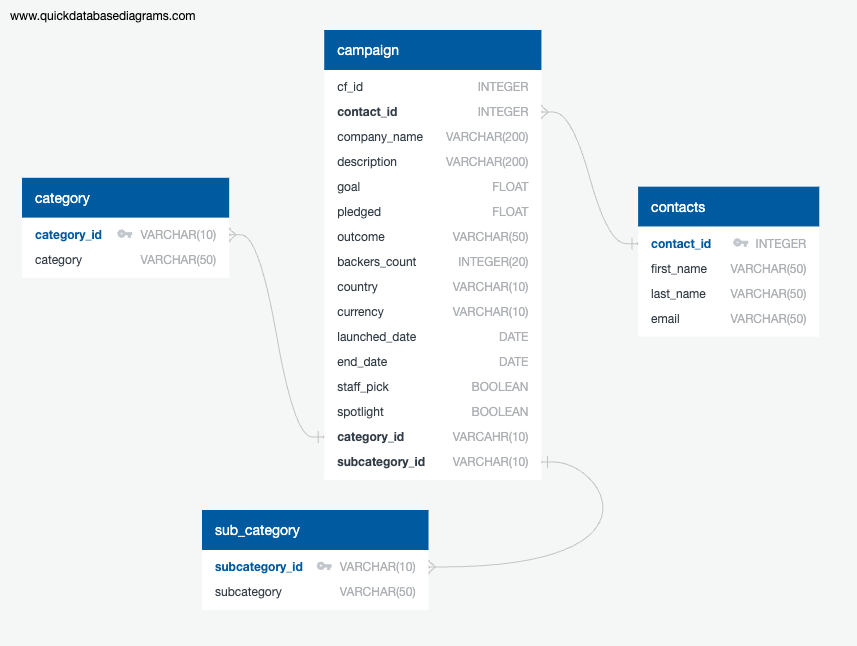 www.quickdatabasediagrams.com
campaign
cf_id INTEGER
contact_id INTEGER
company_name VARCHAR(200)
description VARCHAR(200)
goal FLOAT
pledged FLOAT
outcome VARCHAR(50)
backers_count INTEGER(20)
country VARCHAR(10)
currency VARCHAR(10)
launched_date DATE
end_date DATE
staff_pick BOOLEAN
spotlight BOOLEAN
category_id VARCAHR(10)
subcategory_id VARCHAR(10)
category
category_id VARCHAR(10)
category VARCHAR(50)
contacts
contact_id INTEGER
first_name VARCHAR(50)
last_name VARCHAR(50)
email VARCHAR(50)
sub_category
subcategory_id VARCHAR(10)
subcategory VARCHAR(50)